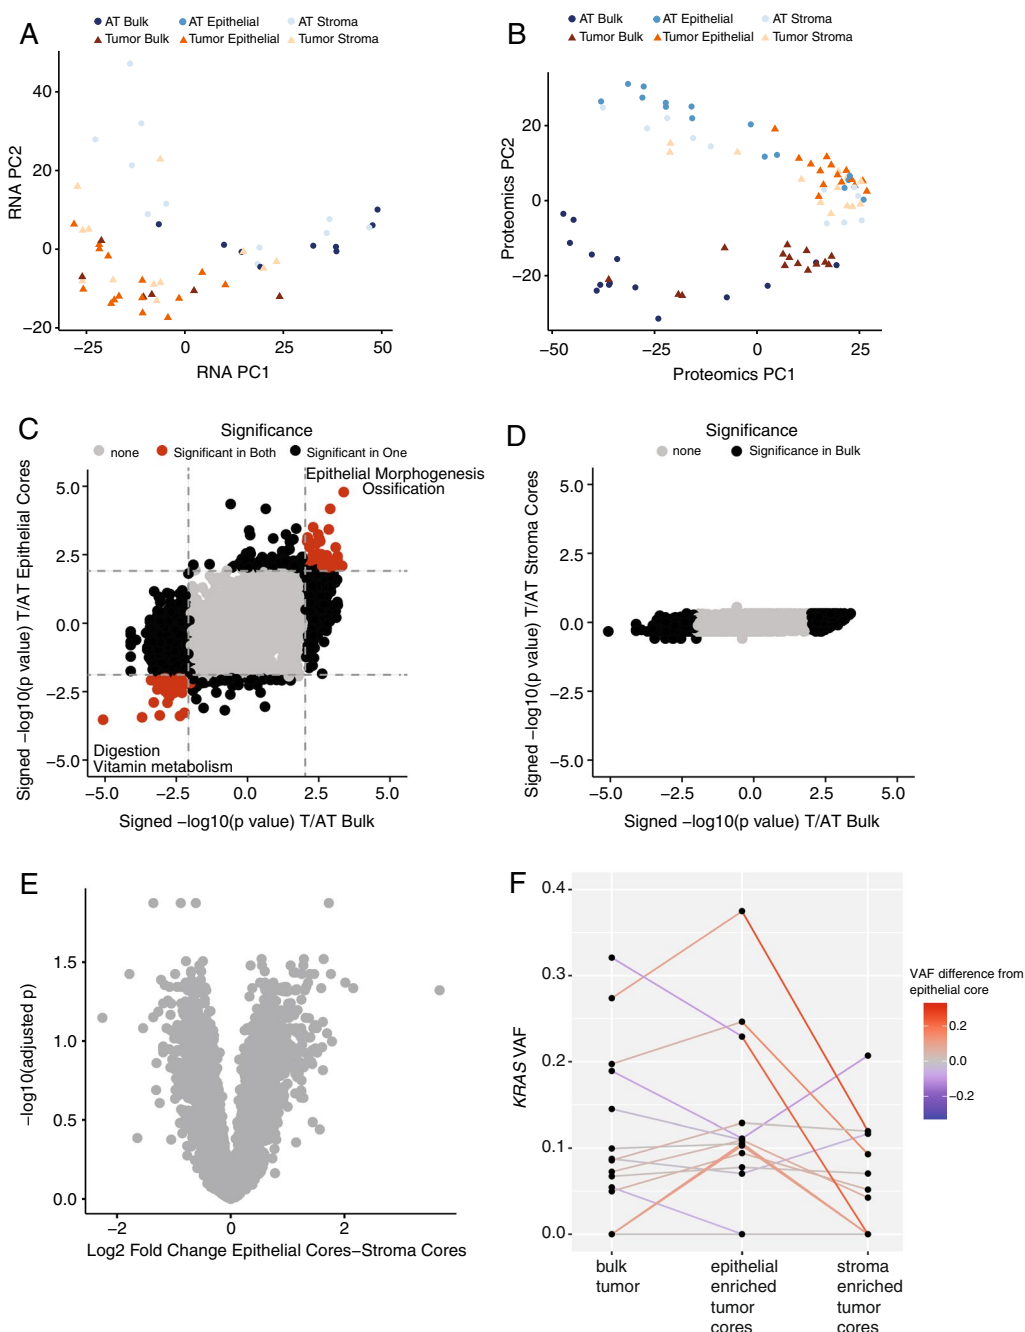 A
AT Bulk AT Epithelial AT Stroma
Tumor Bulk Tumor Epithelial Tumor Stroma
RNA PC2
40
20
0
−20
−25 0 25 50
RNA PC1
B
AT Bulk AT Epithelial AT Stroma
Tumor Bulk Tumor Epithelial Tumor Stroma
Proteomics PC2
20
0
−20
−50 −25 0 25
Proteomics PC1
C
Significance
none Significant in Both Significant in One
Epithelial Morphogenesis
Ossification
Signed −log10(p value) T/AT Epithelial Cores
5.0
2.5
0.0
−2.5
−5.0
Digestion
Vitamin metabolism
−5.0 −2.5 0.0 2.5 5.0
Signed −log10(p value) T/AT Bulk
D
Significance
none Significance in Bulk
Signed −log10(p value) T/AT Stroma Cores
5.0
2.5
0.0
−2.5
−5.0
−5.0 −2.5 0.0 2.5 5.0
Signed −log10(p value) T/AT Bulk
E
−log10(adjusted p)
1.5
1.0
0.5
0.0
−2 0 2
Log2 Fold Change Epithelial Cores−Stroma Cores
F
KRAS VAF
0.4
0.3
0.2
0.1
0.0
bulk
tumor
epithelial
enriched
tumor
cores
stroma
enriched
tumor
cores
VAF difference from
epithelial core
0.2
0.0
−0.2